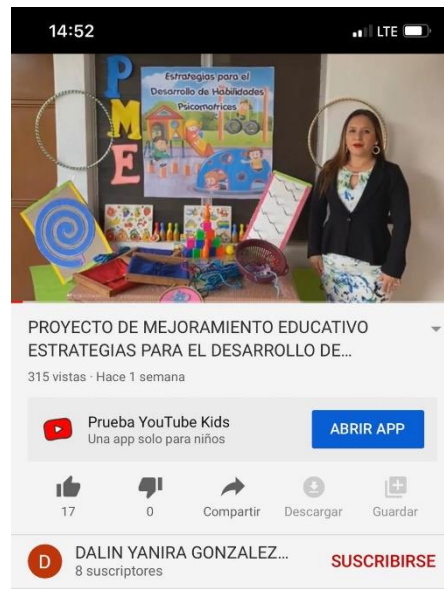 14:52
LTE
P
M
E
Estrategias para el
Desarrollo de Habilidades
Psicomotrices
PROYECTO DE MEJORAMIENTO EDUCATIVO
ESTRATEGIAS PARA EL DESARROLLO DE...
315 vistas · Hace 1 semana
Prueba YouTube Kids
Una app solo para niños
ABRIR APP
17
0
Compartir
Descargar
Guardar
D
DALIN YANIRA GONZALEZ...
8 suscriptores
SUSCRIBIRSE